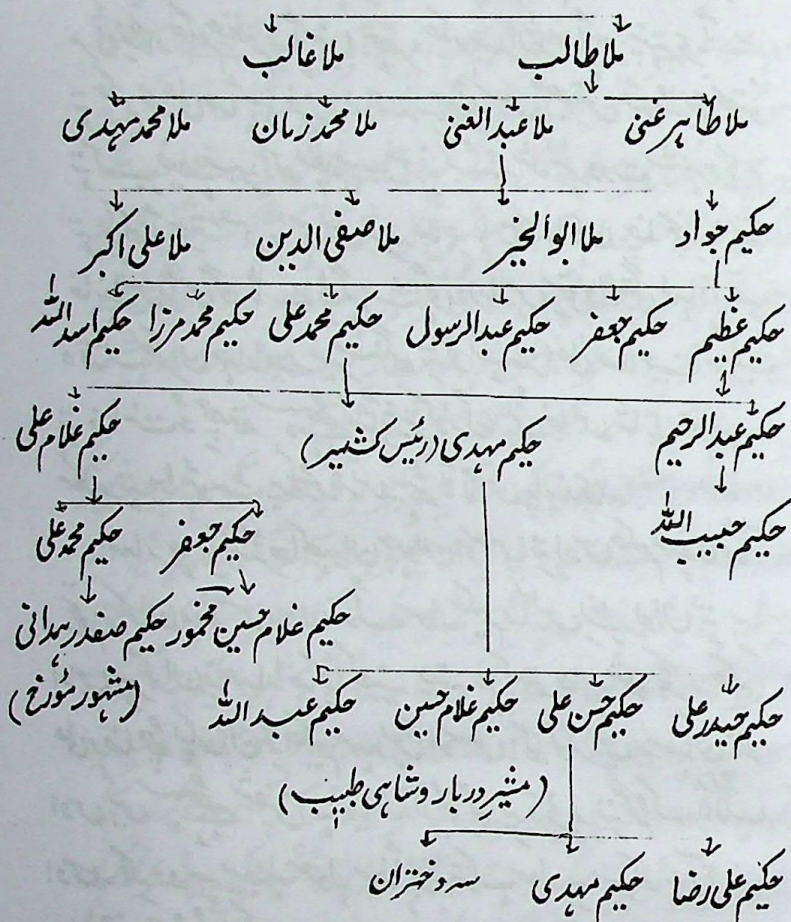 ملا طالب ملا غالب
ملا طاہر غنی ملا عبدالغنی ملا محمد زمان ملا محمد مہدی
حکیم جواد ملا ابوالخیر ملا صفی الدین ملا علی اکبر
حکیم عظیم حکیم جعفر حکیم عبدالرسول حکیم محمد علی حکیم محمد مرزا حکیم اسد اللہ
حکیم عبدالرحیم حکیم مہدی (رئیس کشمیر) حکیم غلام علی
حکیم حبیب اللہ حکیم جعفر حکیم محمد علی
حکیم غلام حسین مخمور حکیم صفدر ہمدانی
(مشہور مؤرخ)
حکیم حیدر علی حکیم حسن علی حکیم غلام حسین حکیم عبداللہ
(مشیر دربار و شاہی طبیب)
حکیم علی رضا حکیم مہدی سہ دختران